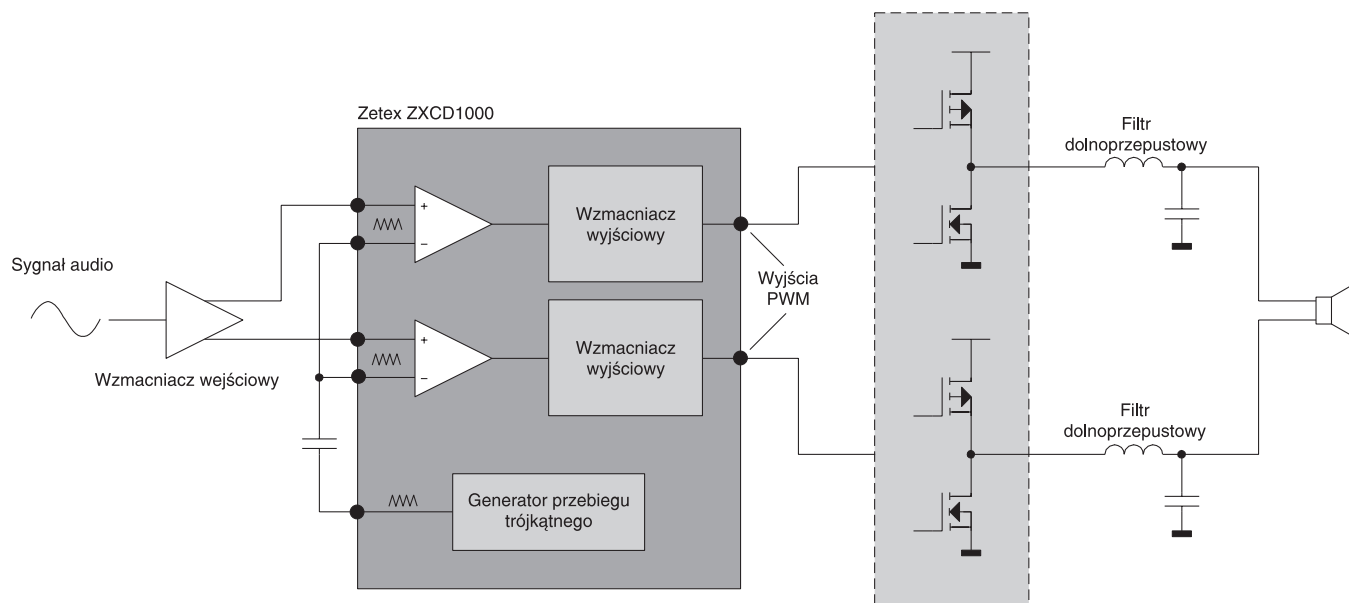 Zetex ZXCD1000
Filtr
dolnoprzepustowy
+
−
Wzmacniacz
wyjściowy
Sygnał audio
Wyjścia
PWM
+
−
Wzmacniacz
wyjściowy
Wzmacniacz wejściowy
Filtr
dolnoprzepustowy
Generator przebiegu
trójkątnego